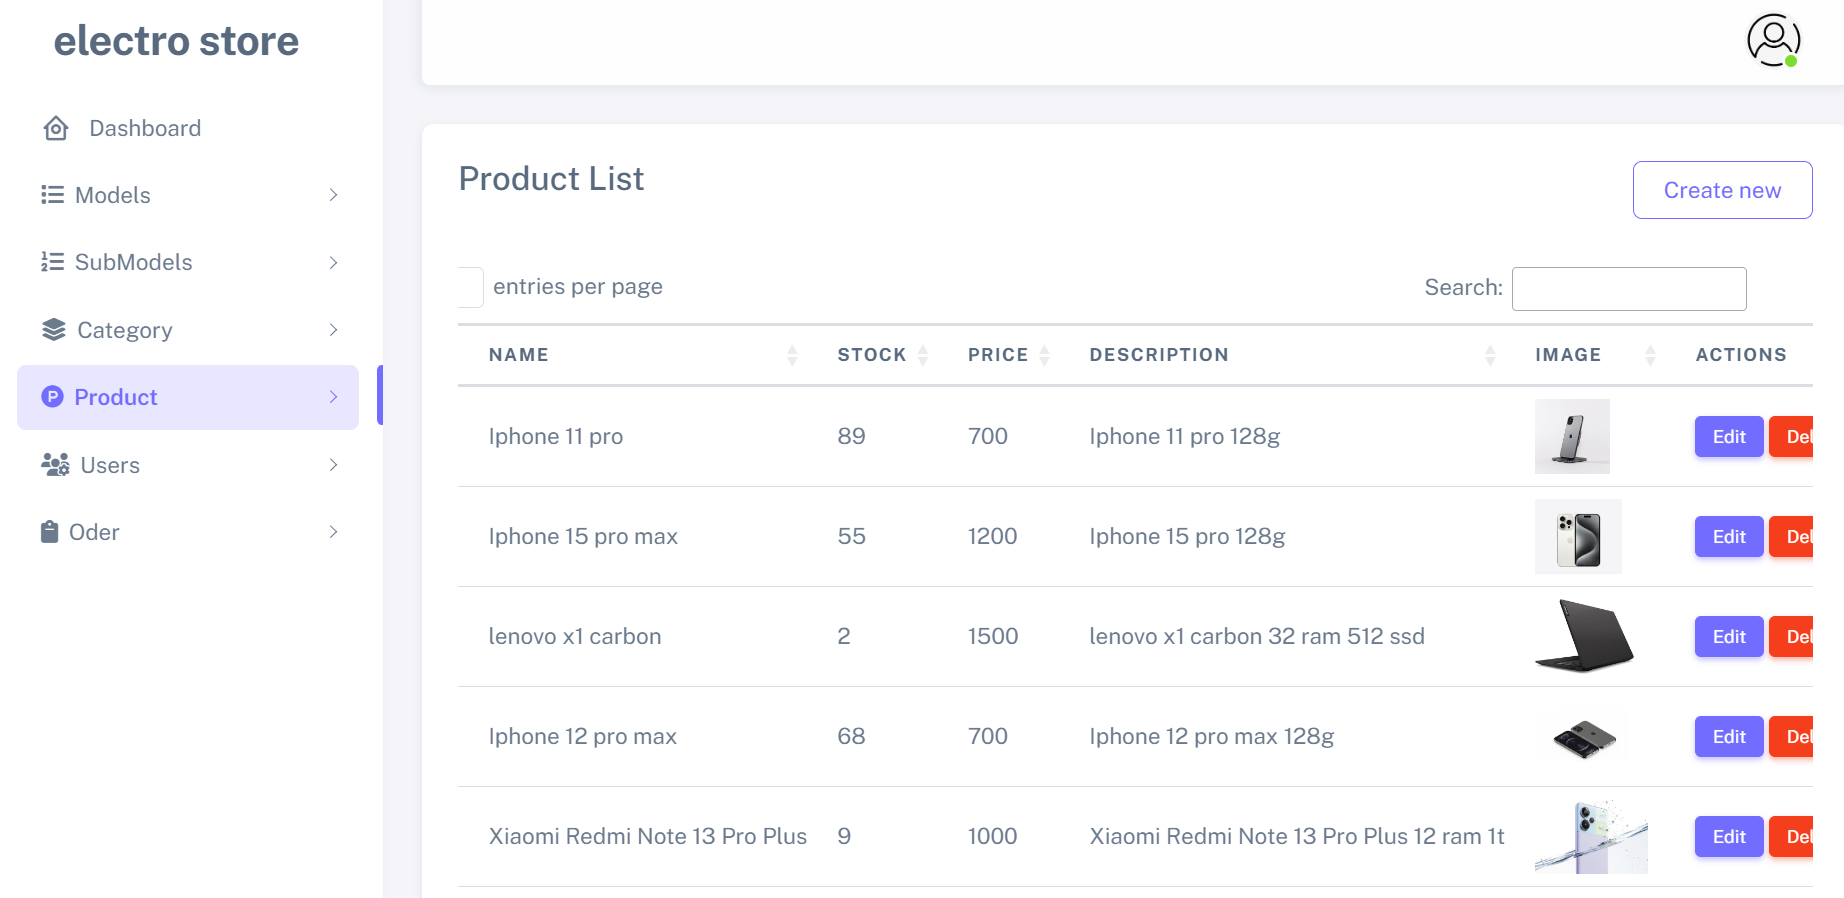 electro store
Dashboard
Models
SubModels
Category
Product
Users
Oder
Product List
Create new
entries per page
Search:
NAME STOCK PRICE DESCRIPTION IMAGE ACTIONS
Iphone 11 pro 89 700 Iphone 11 pro 128g Edit Del
Iphone 15 pro max 55 1200 Iphone 15 pro 128g Edit Del
lenovo x1 carbon 2 1500 lenovo x1 carbon 32 ram 512 ssd Edit Del
Iphone 12 pro max 68 700 Iphone 12 pro max 128g Edit Del
Xiaomi Redmi Note 13 Pro Plus 9 1000 Xiaomi Redmi Note 13 Pro Plus 12 ram 1t Edit Del